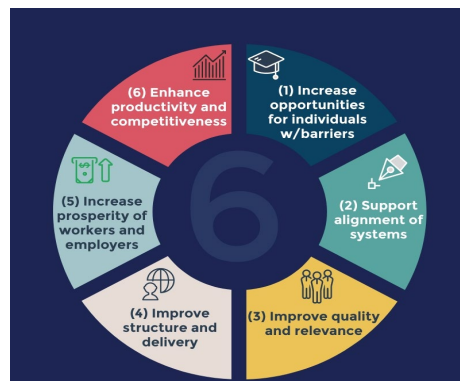 (1) Increase
opportunities
for individuals
w/barriers
(2) Support
alignment of
systems
(3) Improve quality
and relevance
(4) Improve
structure and
delivery
(5) Increase
prosperity of
workers and
employers
(6) Enhance
productivity and
competitiveness
6
$